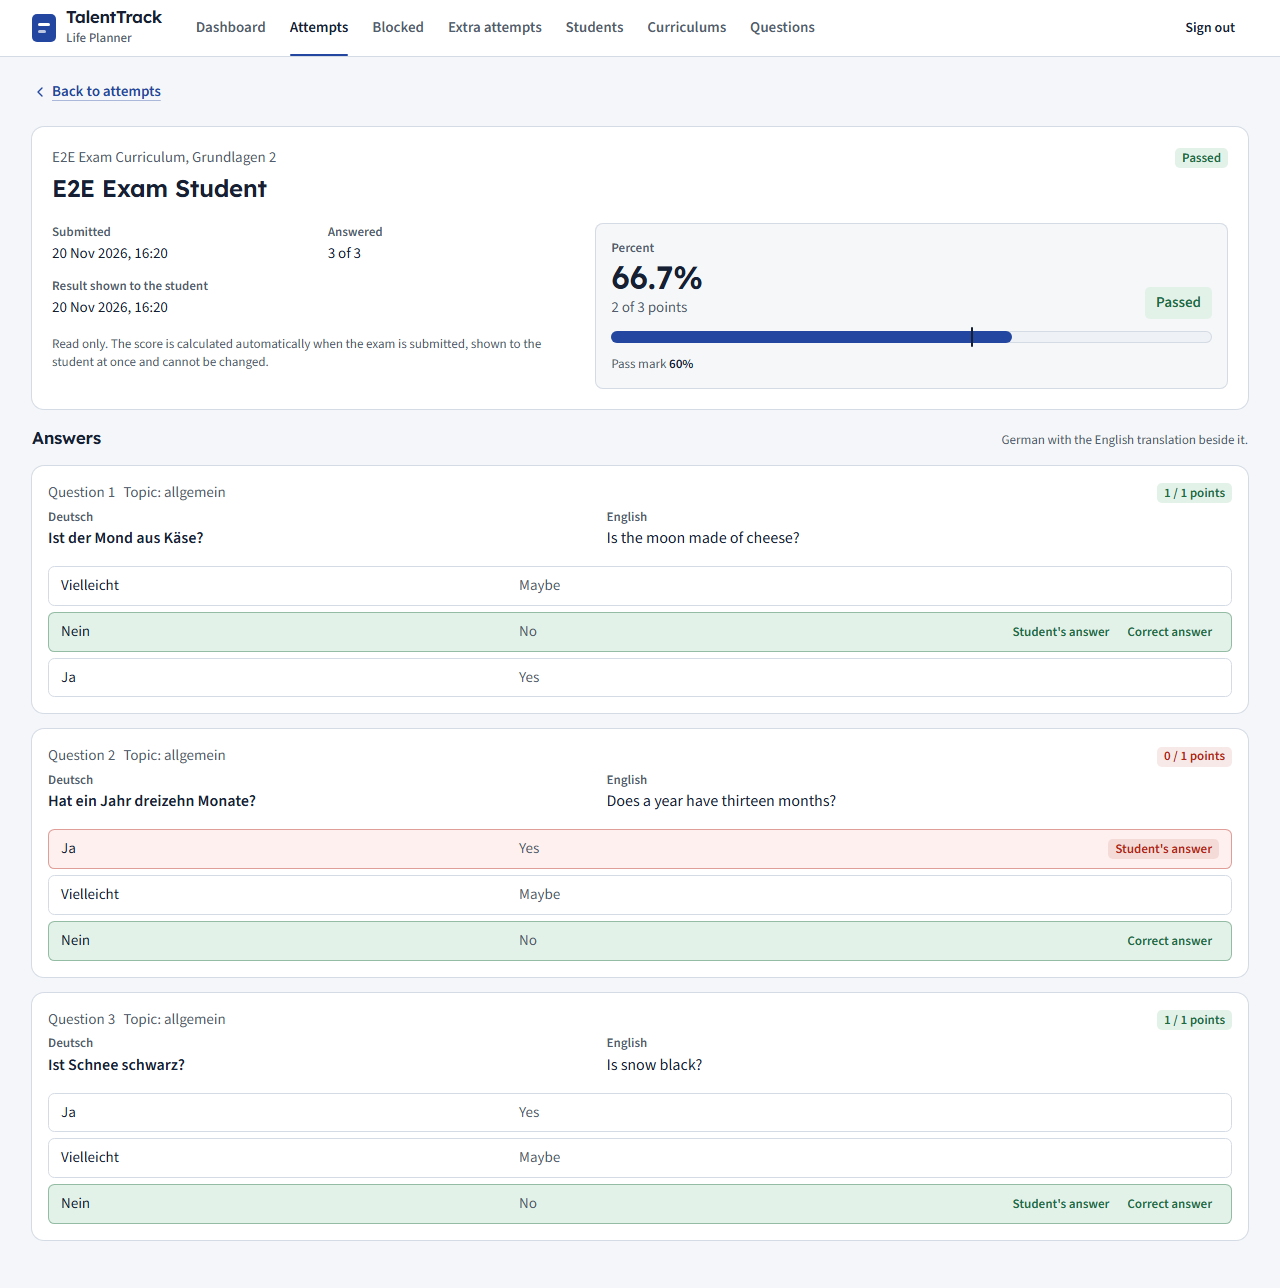 TalentTrack
Life Planner
Dashboard
Attempts
Blocked
Extra attempts
Students
Curriculums
Questions
Sign out
Back to attempts
E2E Exam Curriculum, Grundlagen 2
Passed
E2E Exam Student
Submitted
20 Nov 2026, 16:20
Answered
3 of 3
Result shown to the student
20 Nov 2026, 16:20
Read only. The score is calculated automatically when the exam is submitted, shown to the
student at once and cannot be changed.
Percent
66.7%
2 of 3 points
Passed
Pass mark 60%
Answers
German with the English translation beside it.
Question 1 Topic: allgemein
1 / 1 points
Deutsch
Ist der Mond aus Käse?
English
Is the moon made of cheese?
Vielleicht Maybe
Nein No Student's answer Correct answer
Ja Yes
Question 2 Topic: allgemein
0 / 1 points
Deutsch
Hat ein Jahr dreizehn Monate?
English
Does a year have thirteen months?
Ja Yes Student's answer
Vielleicht Maybe
Nein No Correct answer
Question 3 Topic: allgemein
1 / 1 points
Deutsch
Ist Schnee schwarz?
English
Is snow black?
Ja Yes
Vielleicht Maybe
Nein No Student's answer Correct answer